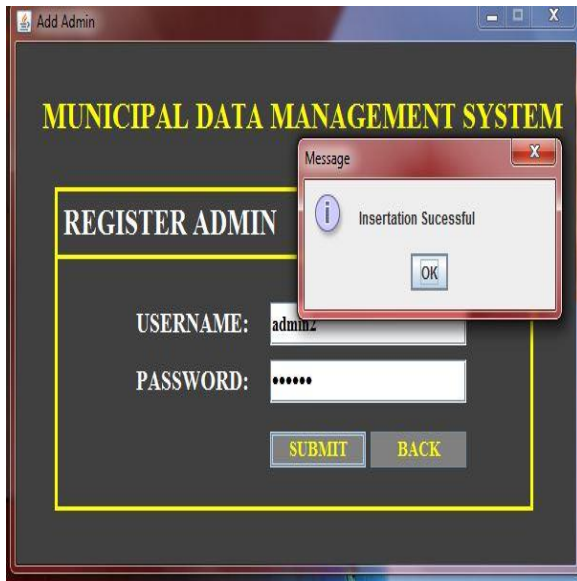 Add Admin
MUNICIPAL DATA MANAGEMENT SYSTEM
Message
Insertation Sucessful
OK
REGISTER ADMIN
USERNAME: admin2
PASSWORD: ••••••
SUBMIT BACK